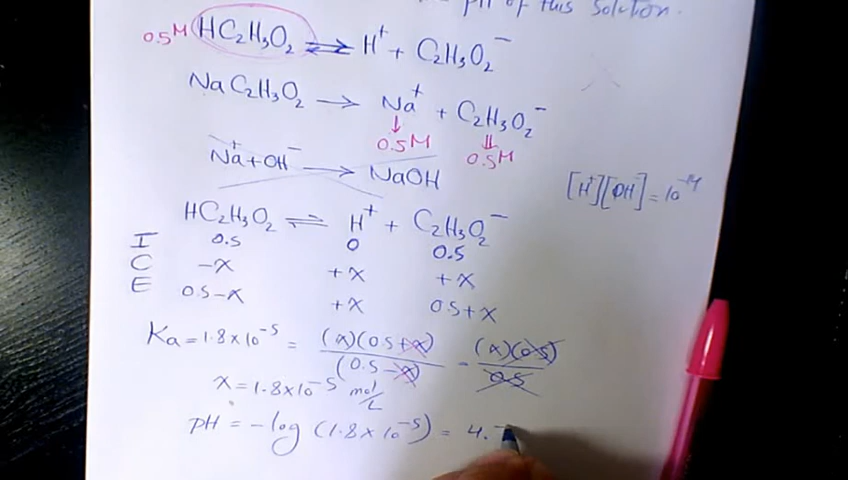 pH of this solution.
0.5M HC₂H₃O₂ ⇌ H⁺ + C₂H₃O₂⁻
NaC₂H₃O₂ → Na⁺ + C₂H₃O₂⁻
↓ ⇓
0.5M 0.5M
Na⁺ + OH⁻ → NaOH
[H⁺][OH⁻] = 10⁻¹⁴
HC₂H₃O₂ ⇌ H⁺ + C₂H₃O₂⁻
I 0.5 0 0.5
C -x +x +x
E 0.5-x +x 0.5+x
Ka = 1.8×10⁻⁵ = (x)(0.5+x)/(0.5-x) = (x)(0.5)/0.5
x = 1.8×10⁻⁵ mol/L
pH = -log (1.8×10⁻⁵) = 4.